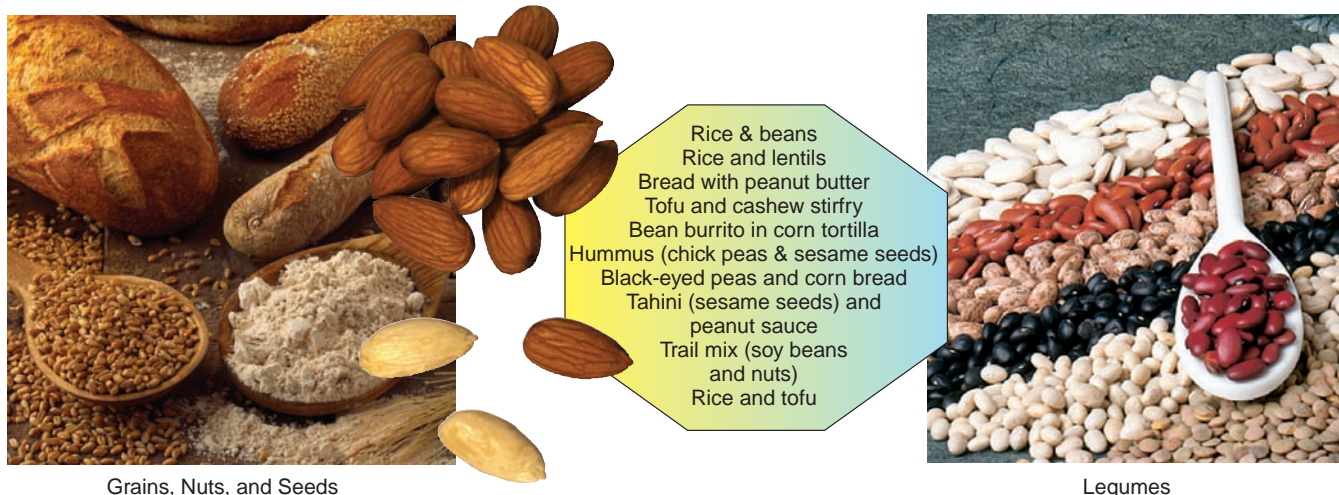 Rice & beans
Rice and lentils
Bread with peanut butter
Tofu and cashew stirfry
Bean burrito in corn tortilla
Hummus (chick peas & sesame seeds)
Black-eyed peas and corn bread
Tahini (sesame seeds) and
peanut sauce
Trail mix (soy beans
and nuts)
Rice and tofu
Grains, Nuts, and Seeds
Legumes